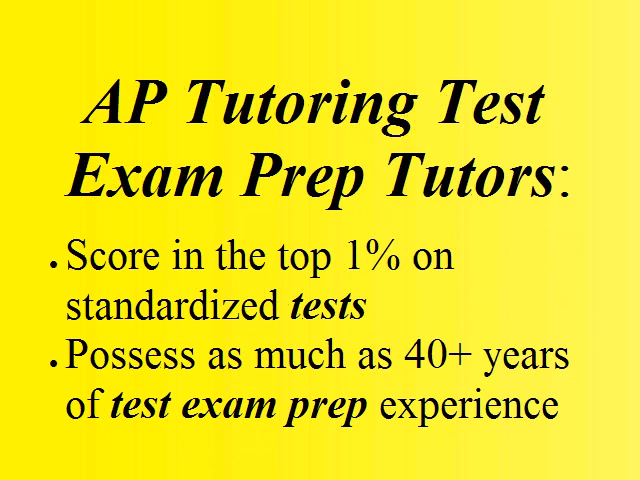 AP Tutoring Test
Exam Prep Tutors:
• Score in the top 1% on
standardized tests
• Possess as much as 40+ years
of test exam prep experience